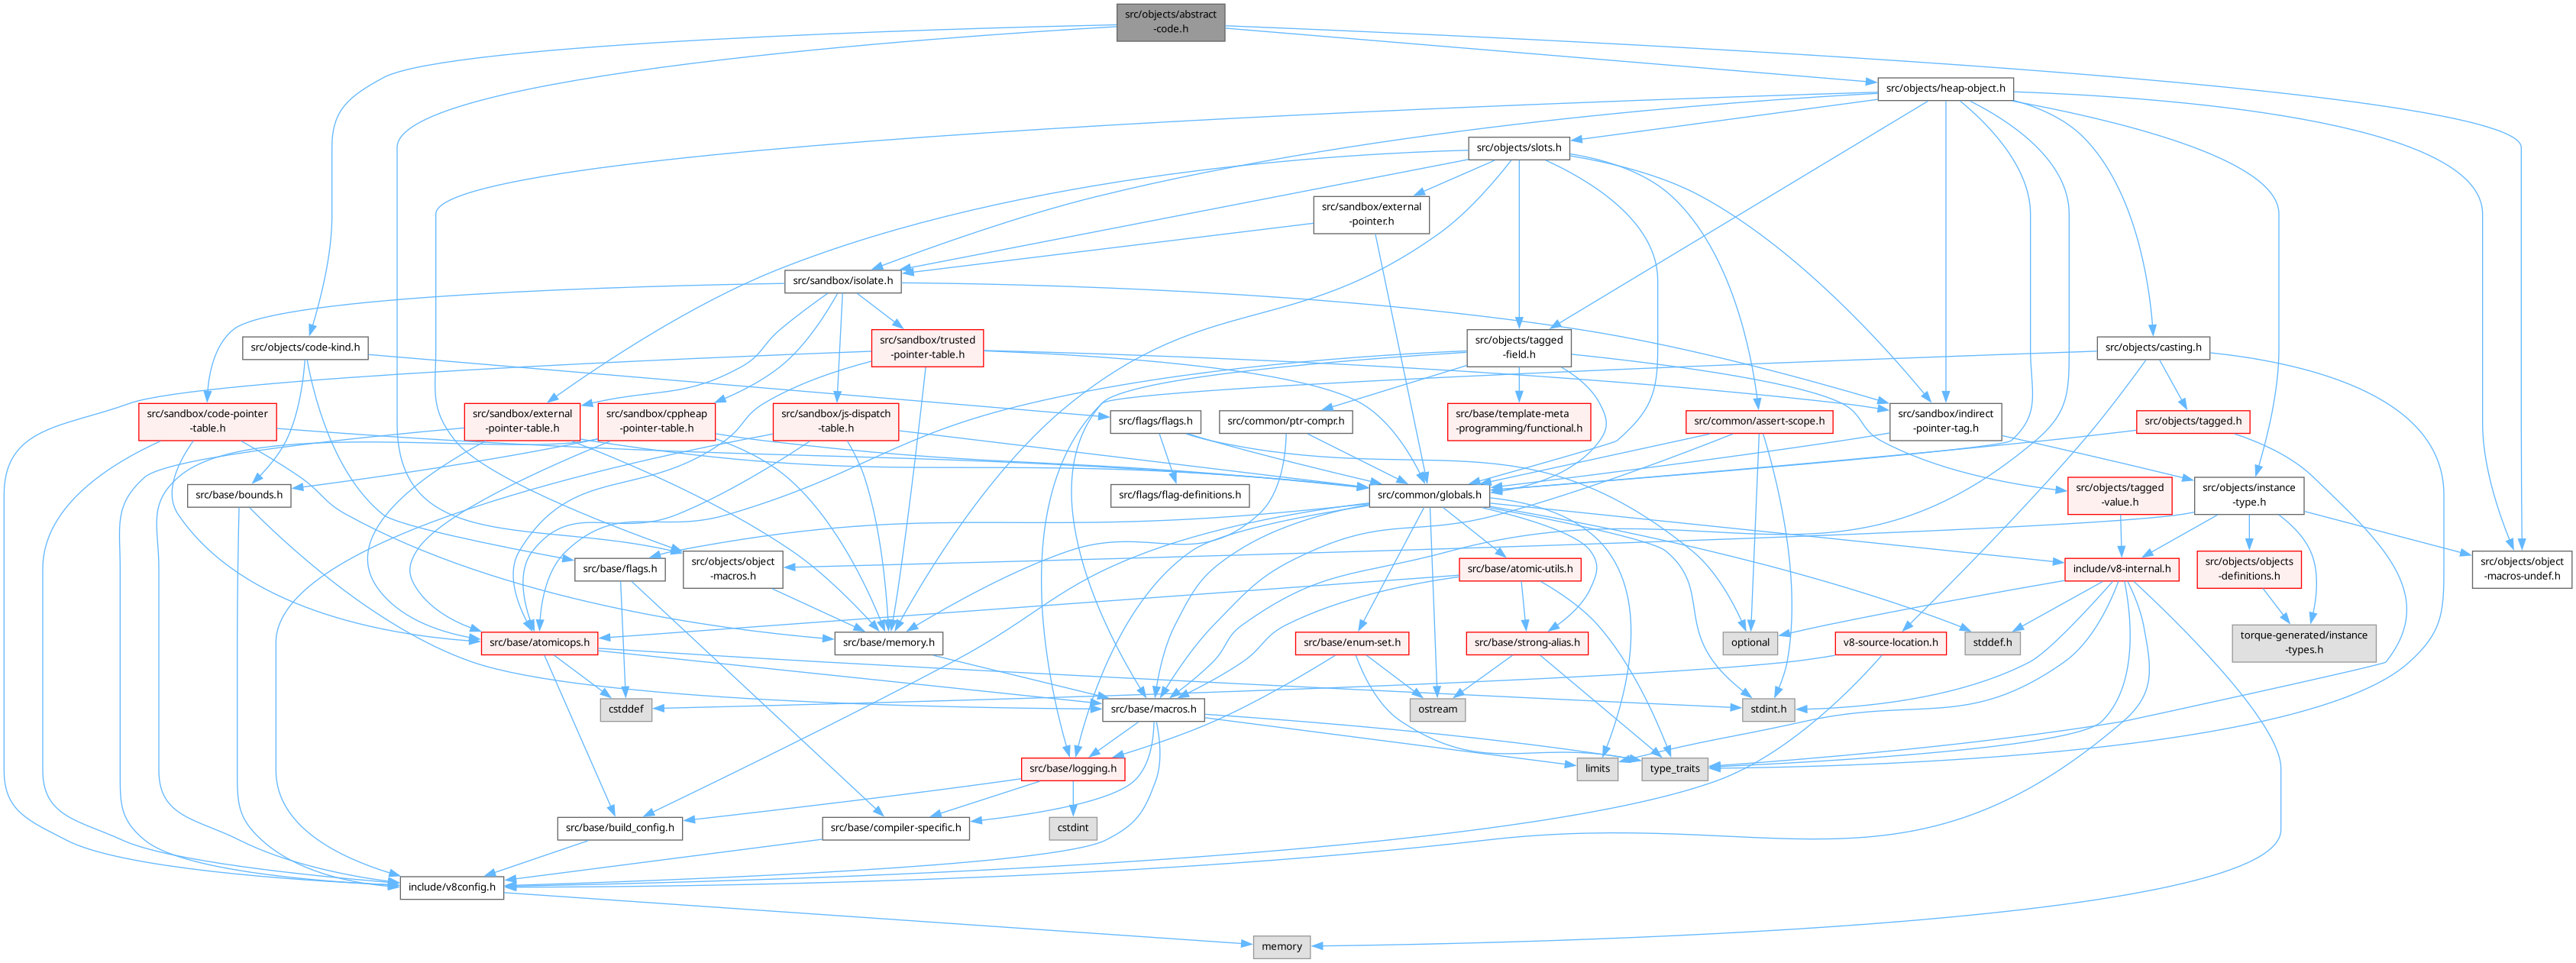 src/objects/abstract
-code.h
src/objects/heap-object.h
src/objects/slots.h
src/sandbox/external
-pointer.h
src/sandbox/isolate.h
src/objects/code-kind.h
src/sandbox/trusted
-pointer-table.h
src/objects/tagged
-field.h
src/objects/casting.h
src/sandbox/code-pointer
-table.h
src/sandbox/external
-pointer-table.h
src/sandbox/cppheap
-pointer-table.h
src/sandbox/js-dispatch
-table.h
src/flags/flags.h
src/common/ptr-compr.h
src/base/template-meta
-programming/functional.h
src/common/assert-scope.h
src/sandbox/indirect
-pointer-tag.h
src/objects/tagged.h
src/base/bounds.h
src/flags/flag-definitions.h
src/common/globals.h
src/objects/tagged
-value.h
src/objects/instance
-type.h
src/base/flags.h
src/objects/object
-macros.h
src/base/atomic-utils.h
include/v8-internal.h
src/objects/objects
-definitions.h
src/objects/object
-macros-undef.h
src/base/atomicops.h
src/base/memory.h
src/base/enum-set.h
src/base/strong-alias.h
optional
v8-source-location.h
stddef.h
torque-generated/instance
-types.h
cstddef
src/base/macros.h
ostream
stdint.h
src/base/logging.h
limits
type_traits
src/base/build_config.h
src/base/compiler-specific.h
cstdint
include/v8config.h
memory